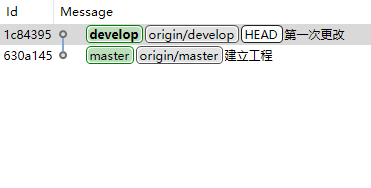 Id Message
1c84395 develop origin/develop HEAD 第一次更改
630a145 master origin/master 建立工程